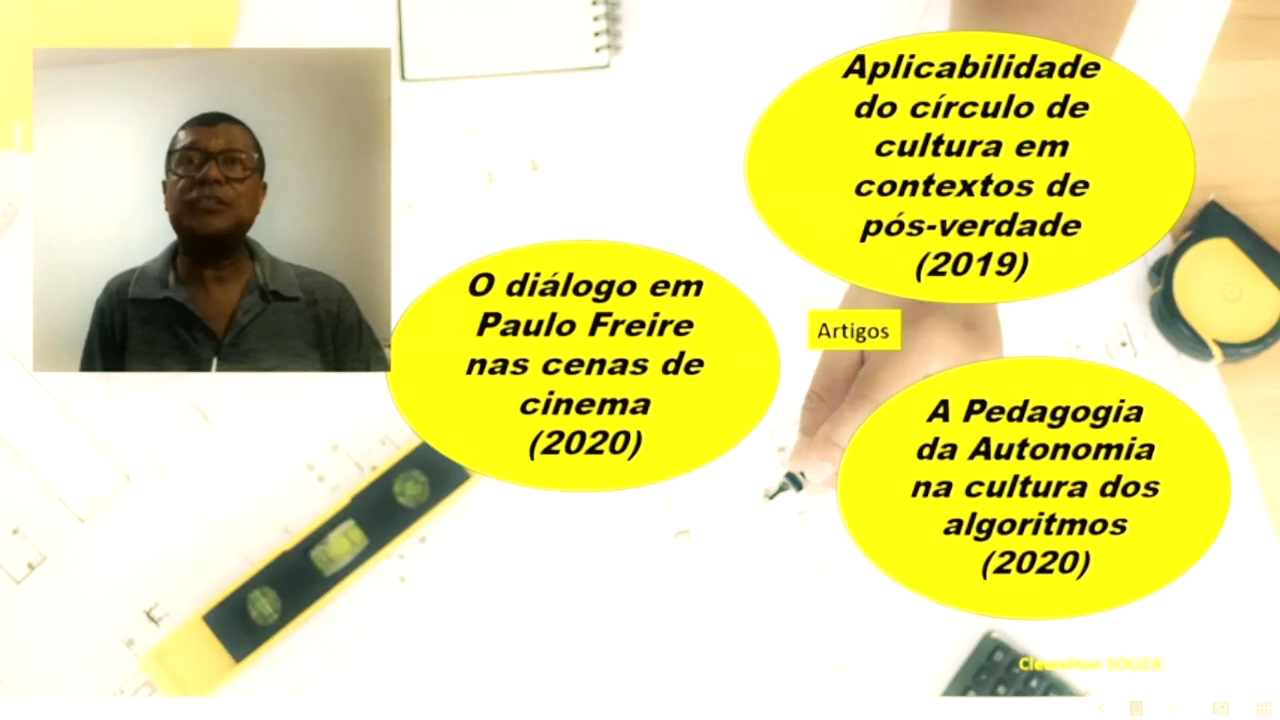 Aplicabilidade
do círculo de
cultura em
contextos de
pós-verdade
(2019)
O diálogo em
Paulo Freire
nas cenas de
cinema
(2020)
Artigos
A Pedagogia
da Autonomia
na cultura dos
algoritmos
(2020)
SOUZA